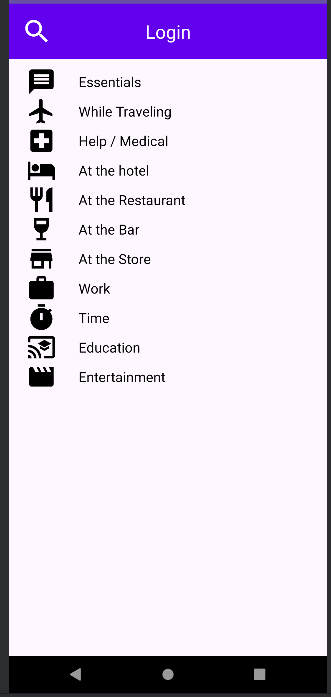 Login
Essentials
While Traveling
Help / Medical
At the hotel
At the Restaurant
At the Bar
At the Store
Work
Time
Education
Entertainment